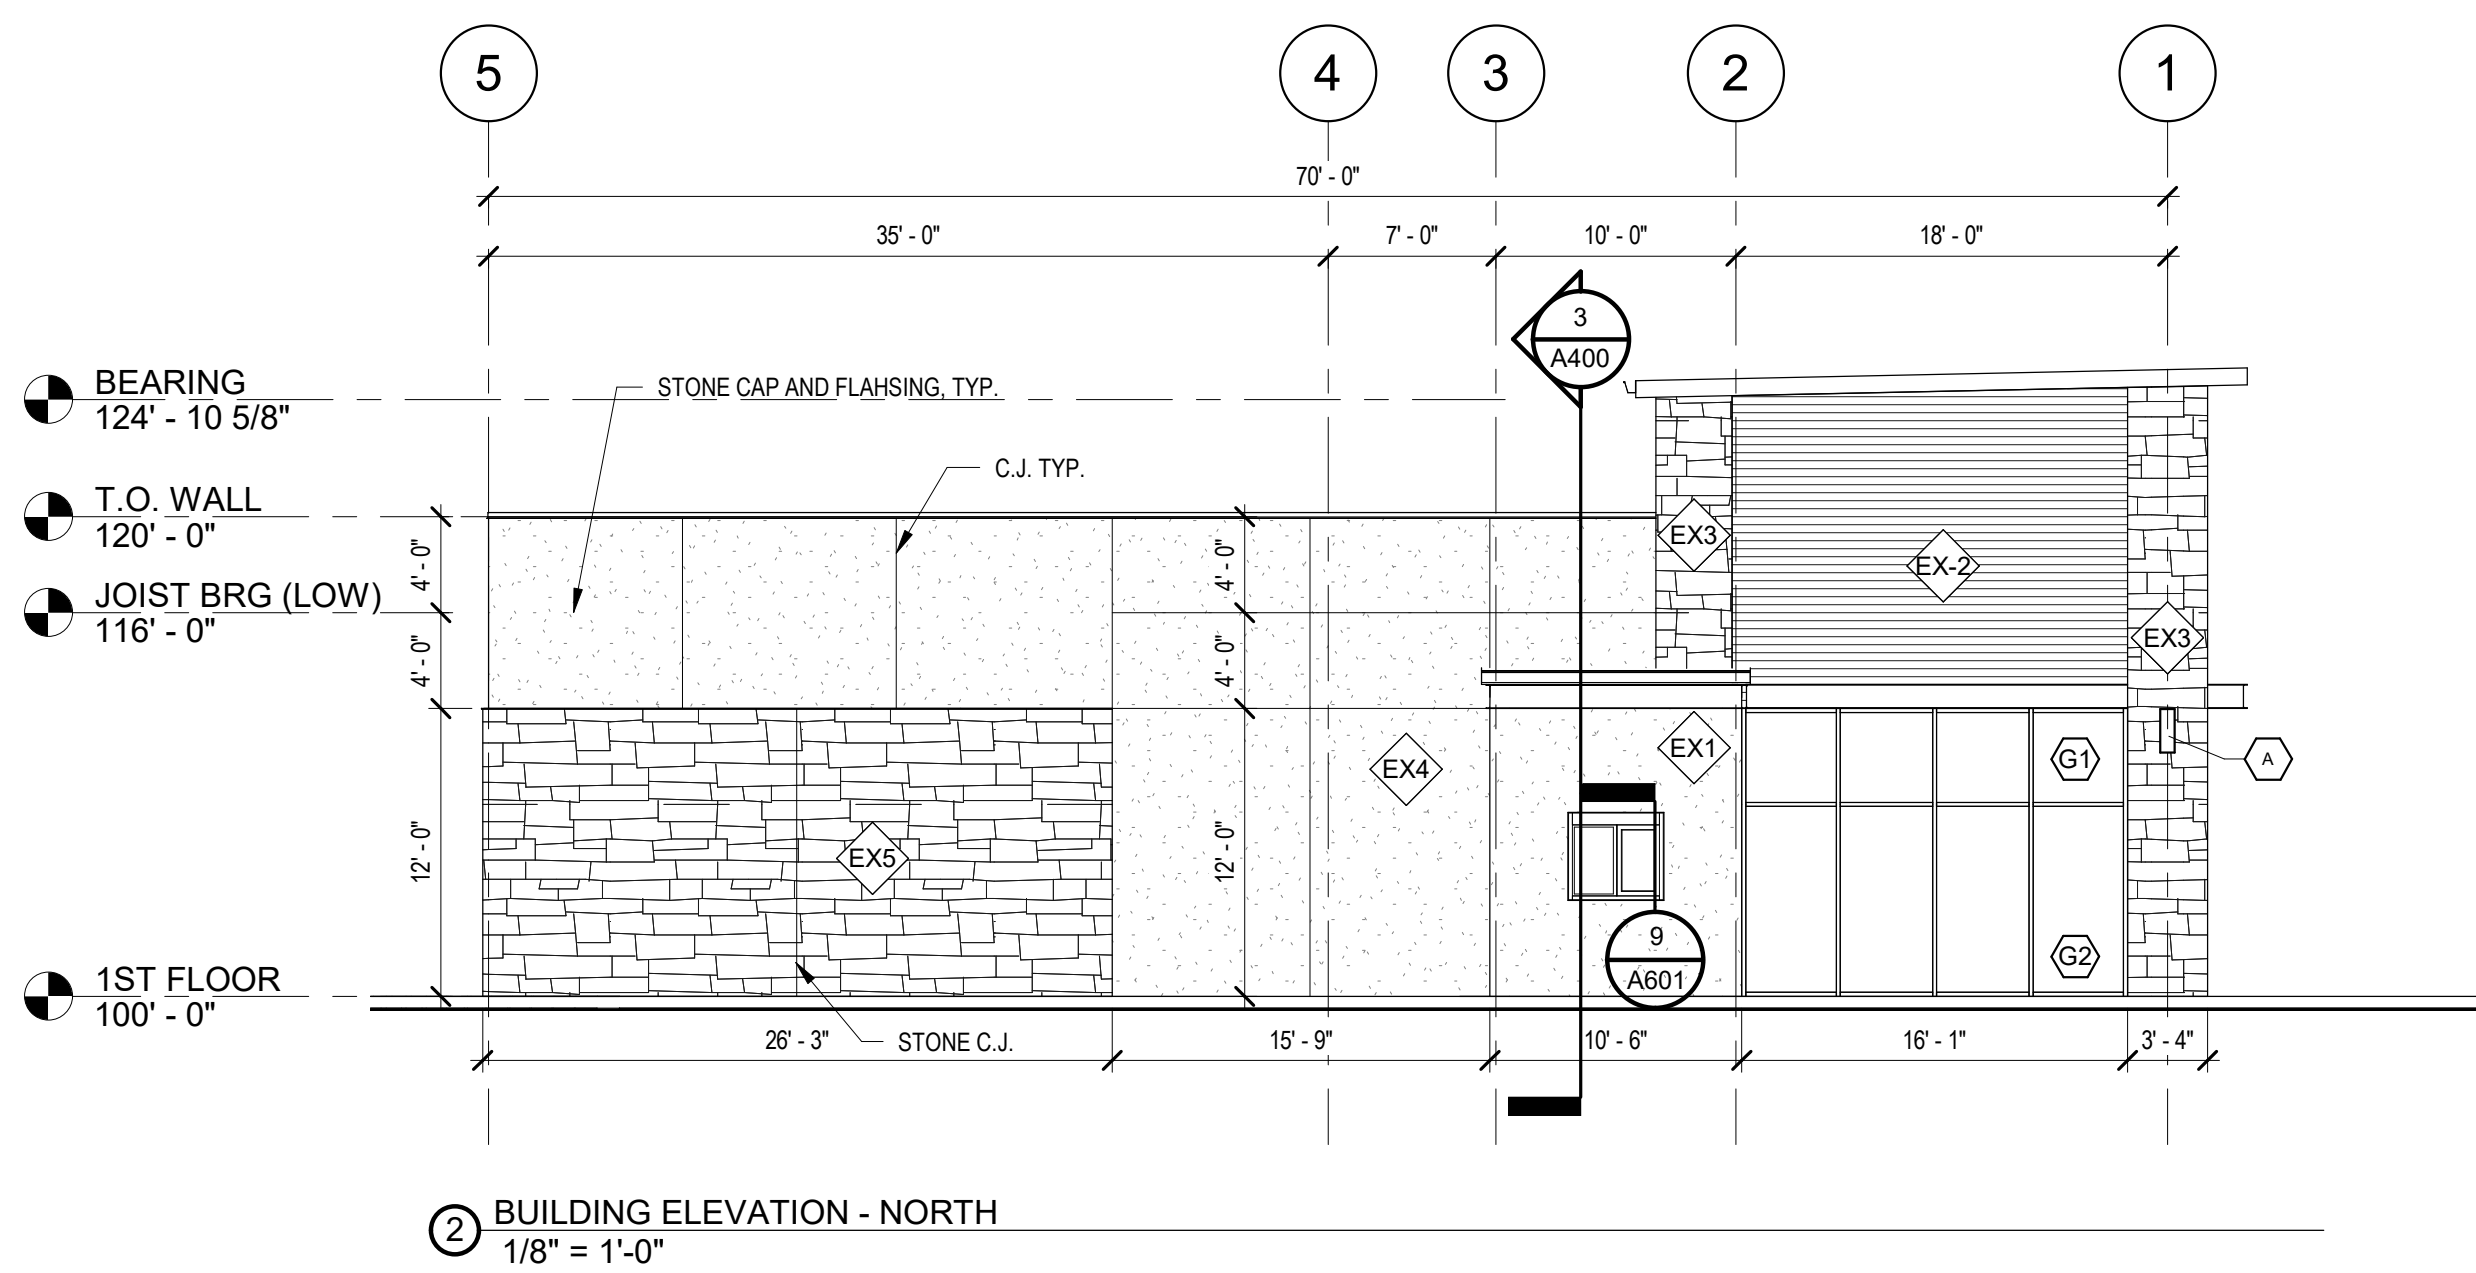 5 4 3 2 1
70' - 0"
35' - 0" 7' - 0" 10' - 0" 18' - 0"
3
A400
BEARING
124' - 10 5/8"
STONE CAP AND FLAHSING, TYP.
C.J. TYP.
T.O. WALL
120' - 0"
4' - 0" 4' - 0" EX3 EX-2
JOIST BRG (LOW)
116' - 0"
4' - 0" 4' - 0" EX3
EX4 EX1 G1 A
12' - 0" EX5 12' - 0"
9
A601
G2
1ST FLOOR
100' - 0"
26' - 3" STONE C.J. 15' - 9" 10' - 6" 16' - 1" 3' - 4"
2 BUILDING ELEVATION - NORTH
1/8" = 1'-0"